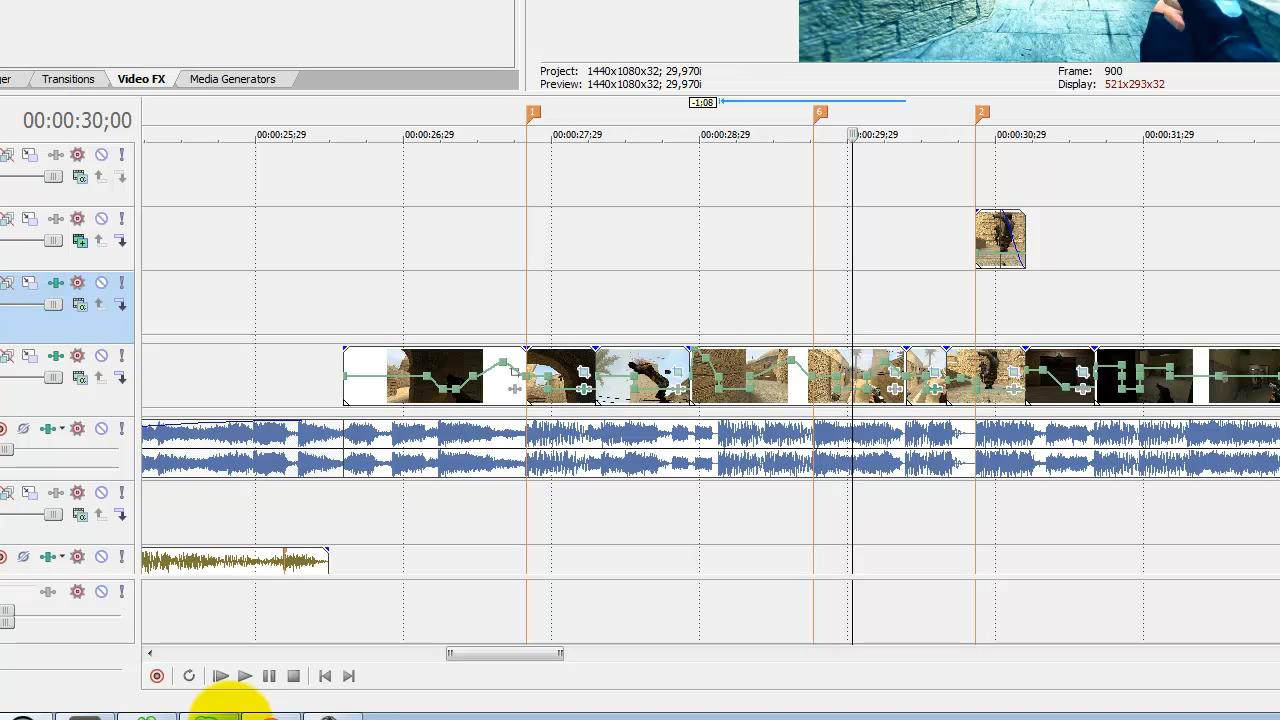 ger Transitions Video FX Media Generators
Project: 1440x1080x32; 29,970i
Preview: 1440x1080x32; 29,970i
Frame: 900
Display: 521x293x32
-1;08
1 6 2
00:00:30;00
00:00:25;29 00:00:26;29 00:00:27;29 00:00:28;29 0:00:29;29 00:00:30;29 00:00:31;29